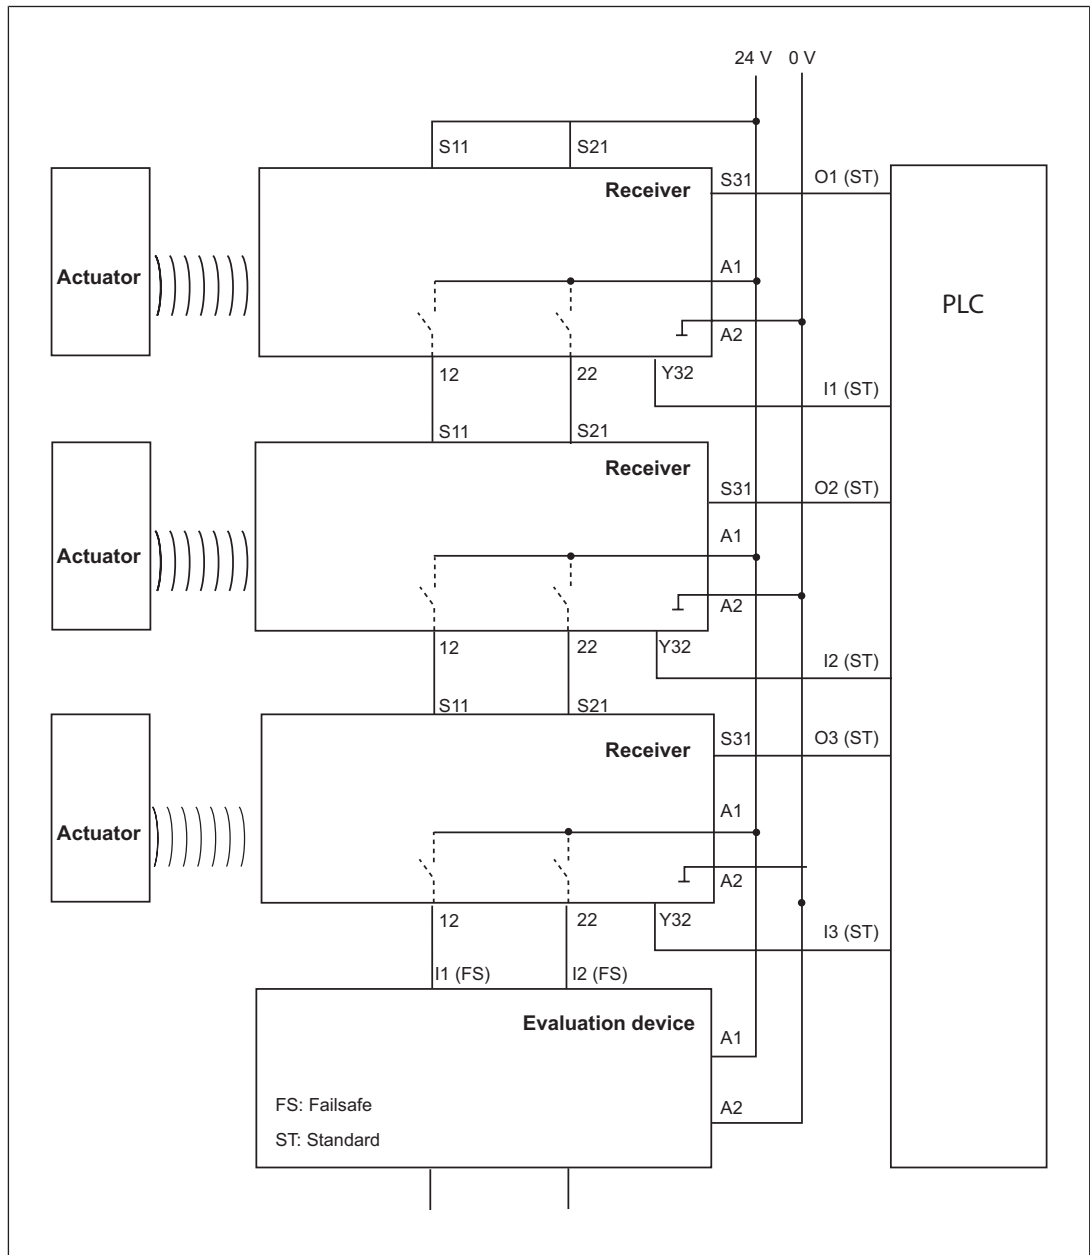 24 V 0 V
S11 S21
Receiver S31 O1 (ST)
Actuator A1 PLC
A2
12 22 Y32 I1 (ST)
S11 S21
Receiver S31 O2 (ST)
Actuator A1
A2
12 22 Y32 I2 (ST)
S11 S21
Receiver S31 O3 (ST)
Actuator A1
A2
12 22 Y32 I3 (ST)
I1 (FS) I2 (FS)
Evaluation device A1
FS: Failsafe A2
ST: Standard